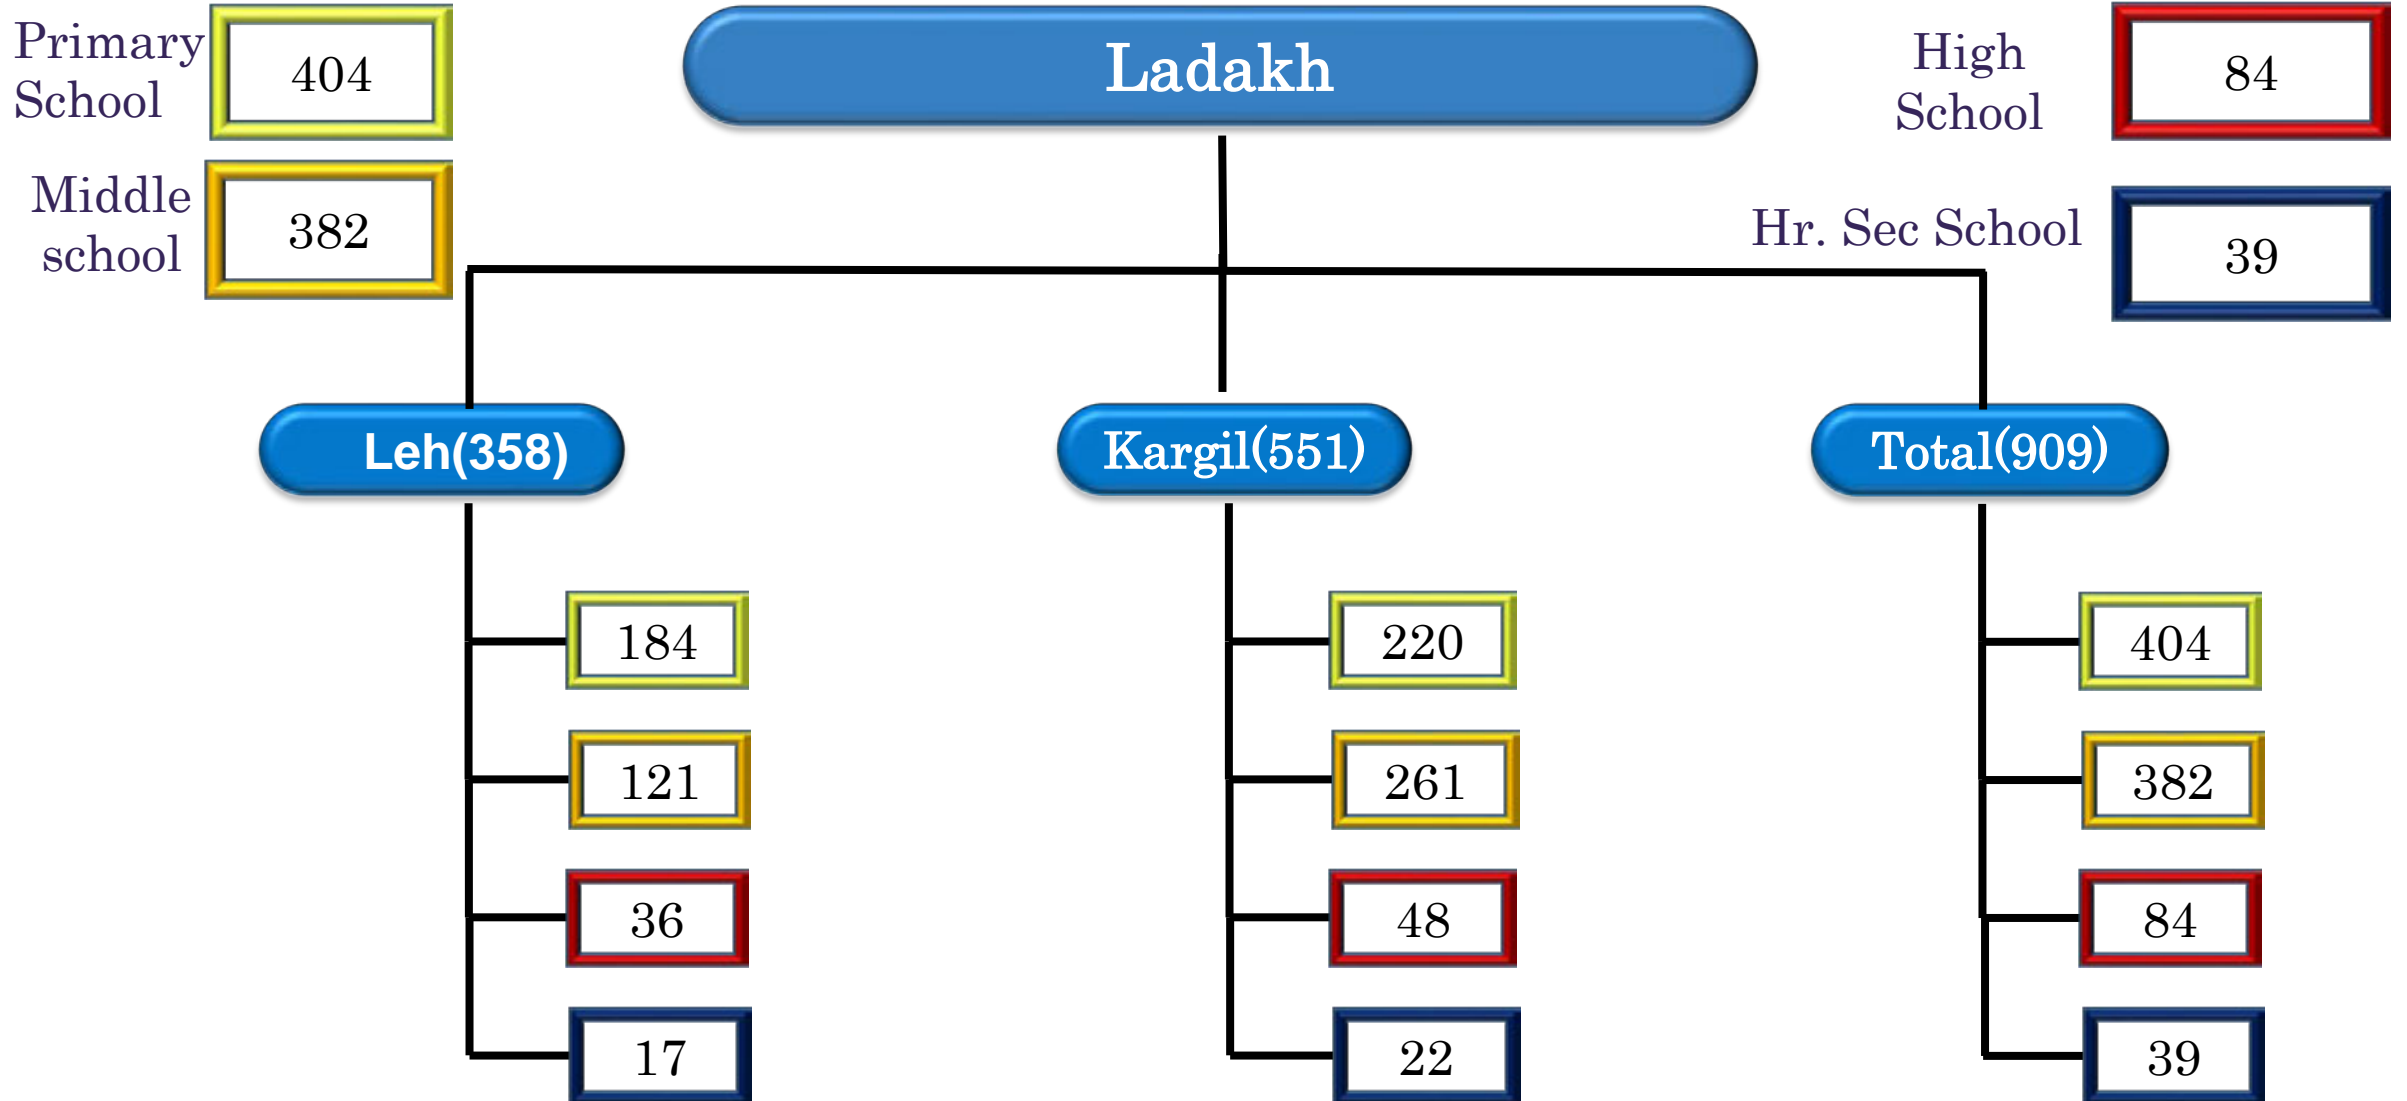 Primary
School
404
Ladakh
High
School
84
Middle
school
382
Hr. Sec School
39
Leh(358)
Kargil(551)
Total(909)
184
220
404
121
261
382
36
48
84
17
22
39